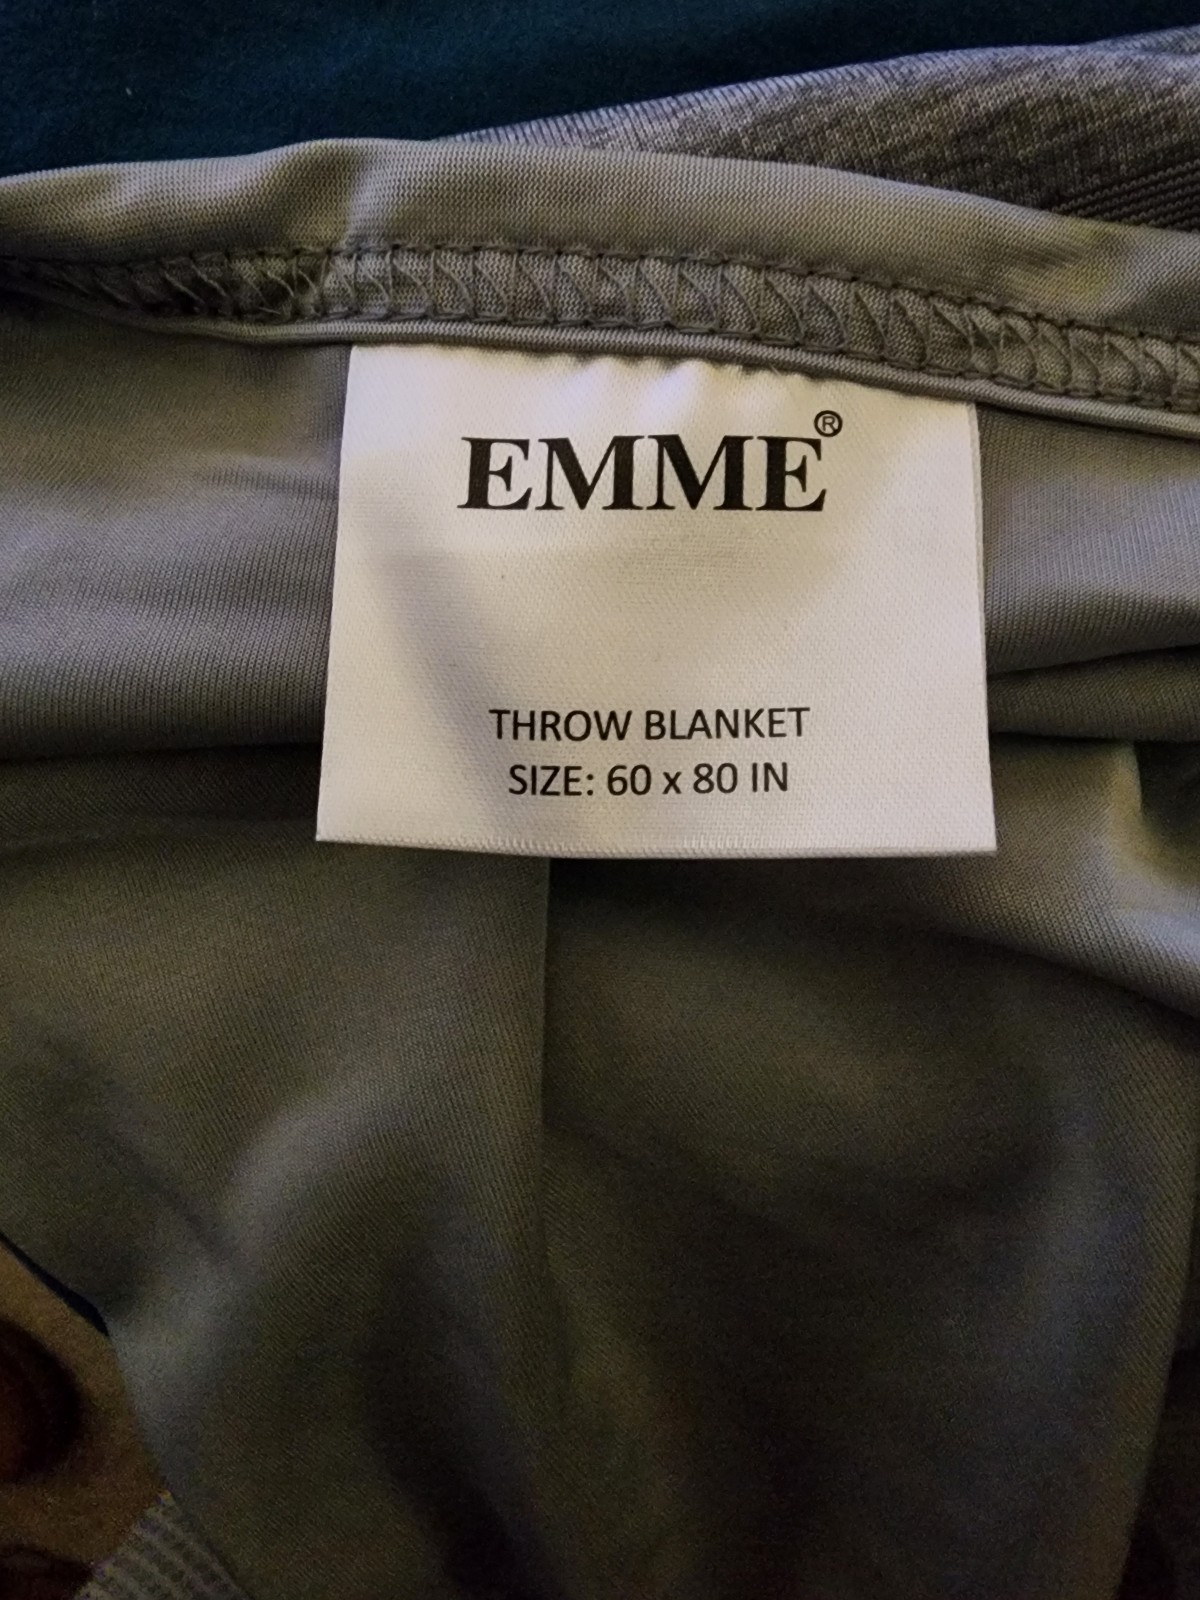 EMME®
THROW BLANKET
SIZE: 60 x 80 IN